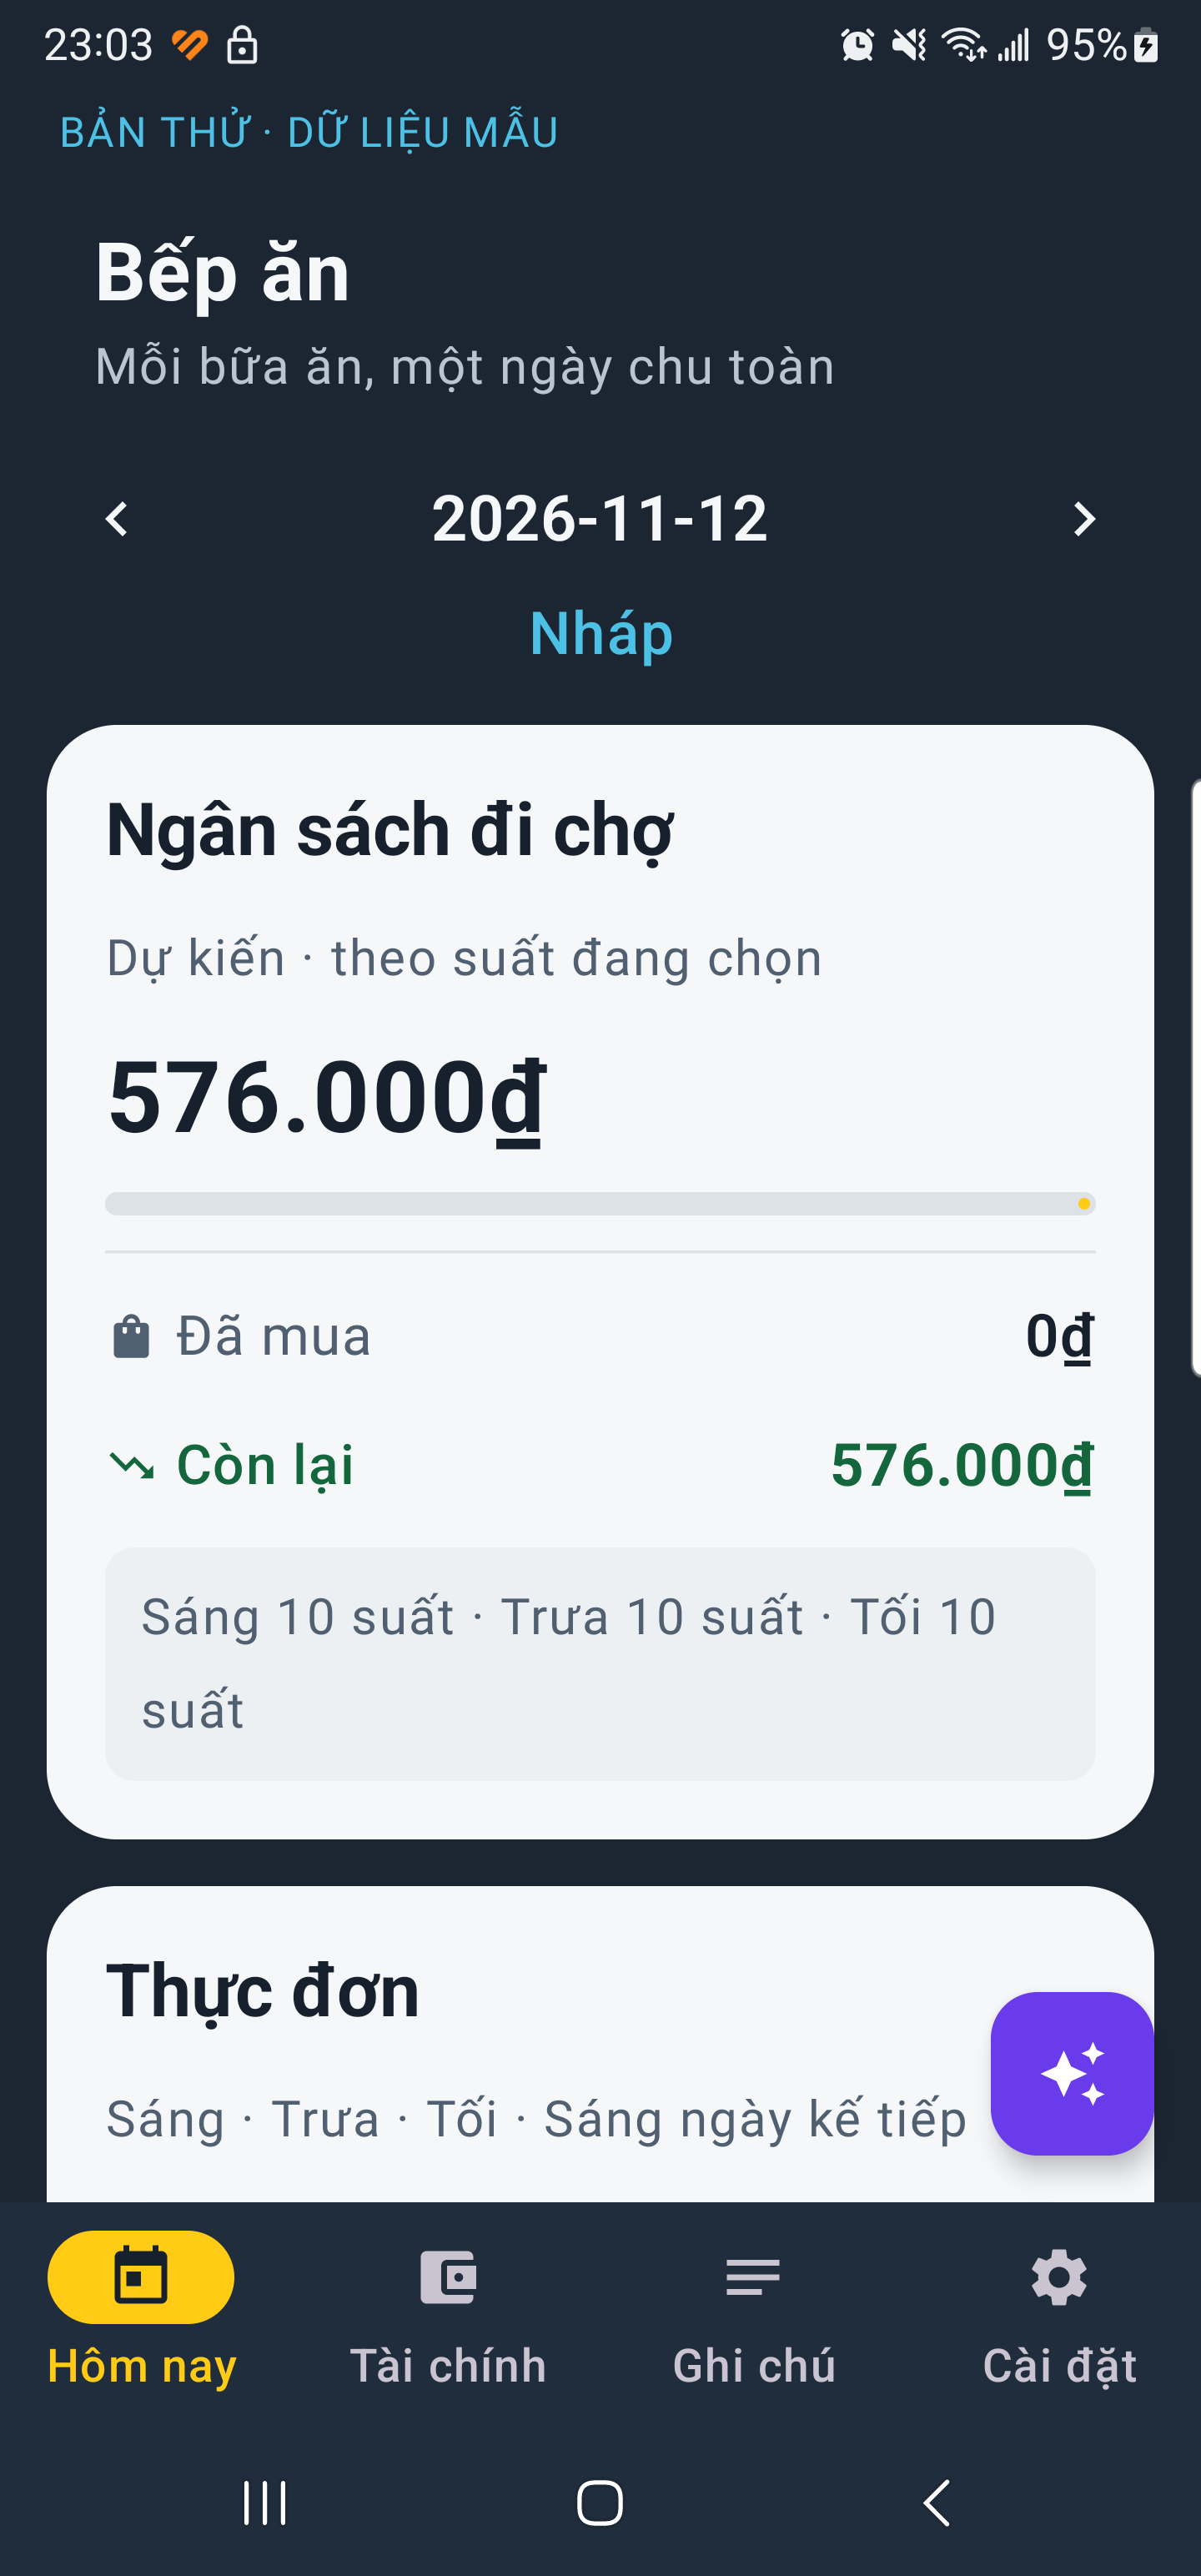 23:03
95%
BẢN THỬ · DỮ LIỆU MẪU
Bếp ăn
Mỗi bữa ăn, một ngày chu toàn
2026-11-12
Nháp
Ngân sách đi chợ
Dự kiến · theo suất đang chọn
576.000₫
Đã mua
0₫
Còn lại
576.000₫
Sáng 10 suất · Trưa 10 suất · Tối 10
suất
Thực đơn
Sáng · Trưa · Tối · Sáng ngày kế tiếp
Hôm nay
Tài chính
Ghi chú
Cài đặt